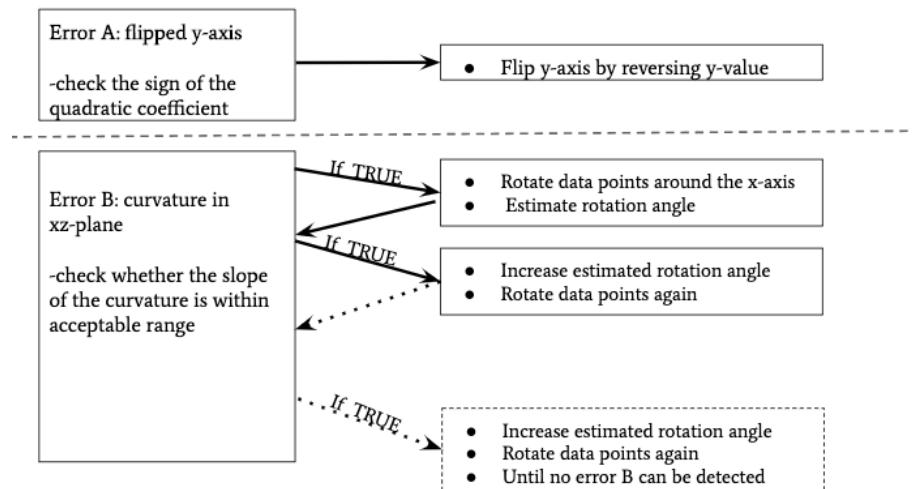 Error A: flipped y-axis
-check the sign of the
quadratic coefficient
● Flip y-axis by reversing y-value
Error B: curvature in
xz-plane
-check whether the slope
of the curvature is within
acceptable range
If TRUE
● Rotate data points around the x-axis
● Estimate rotation angle
If TRUE
● Increase estimated rotation angle
● Rotate data points again
If TRUE
● Increase estimated rotation angle
● Rotate data points again
● Until no error B can be detected